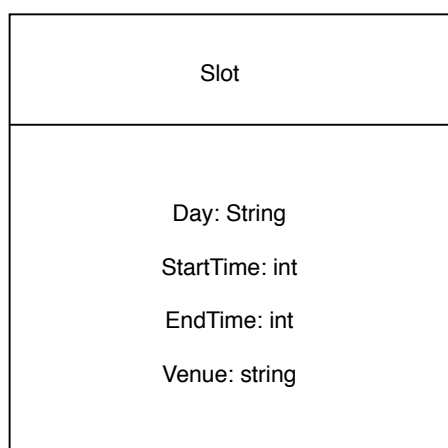 Slot
Day: String
StartTime: int
EndTime: int
Venue: string